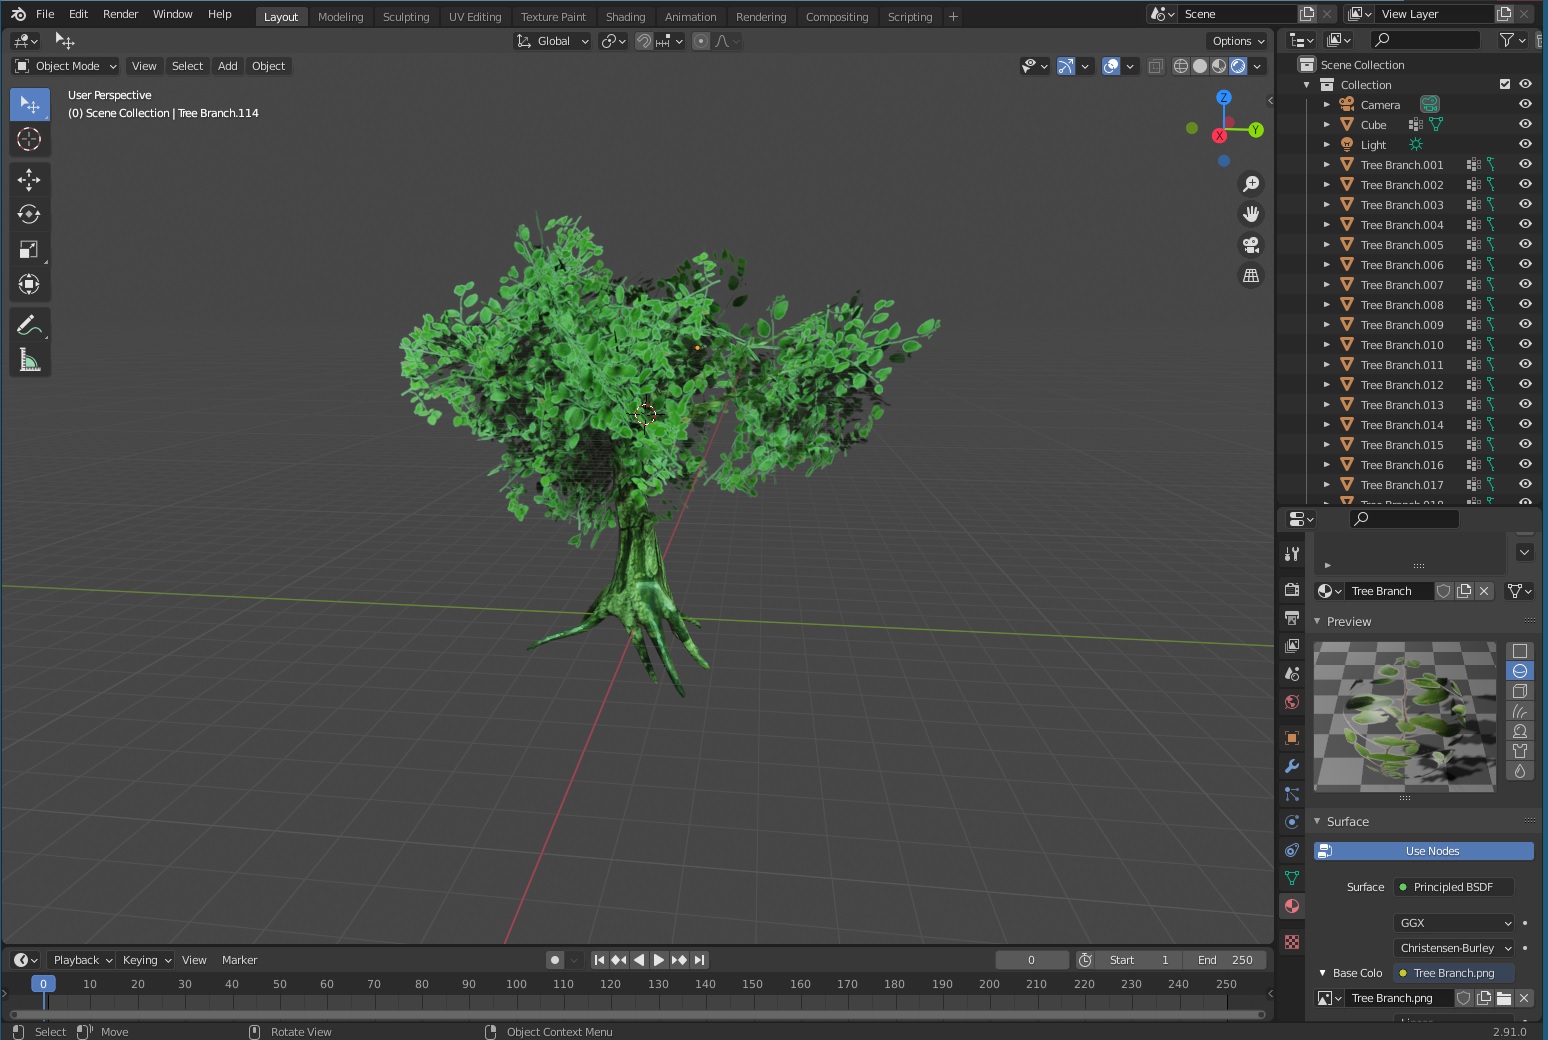 File Edit Render Window Help Layout Modeling Sculpting UV Editing Texture Paint Shading Animation Rendering Compositing Scripting + Scene View Layer
Global Options
Object Mode View Select Add Object
User Perspective
(0) Scene Collection | Tree Branch.114
Z
Y
X
Scene Collection
Collection
Camera
Cube
Light
Tree Branch.001
Tree Branch.002
Tree Branch.003
Tree Branch.004
Tree Branch.005
Tree Branch.006
Tree Branch.007
Tree Branch.008
Tree Branch.009
Tree Branch.010
Tree Branch.011
Tree Branch.012
Tree Branch.013
Tree Branch.014
Tree Branch.015
Tree Branch.016
Tree Branch.017
Tree Branch
Preview
Surface
Use Nodes
Surface Principled BSDF
GGX
Christensen-Burley
Base Colo Tree Branch.png
Tree Branch.png
Playback Keying View Marker 0 Start 1 End 250
0 10 20 30 40 50 60 70 80 90 100 110 120 130 140 150 160 170 180 190 200 210 220 230 240 250
Select Move Rotate View Object Context Menu 2.91.0